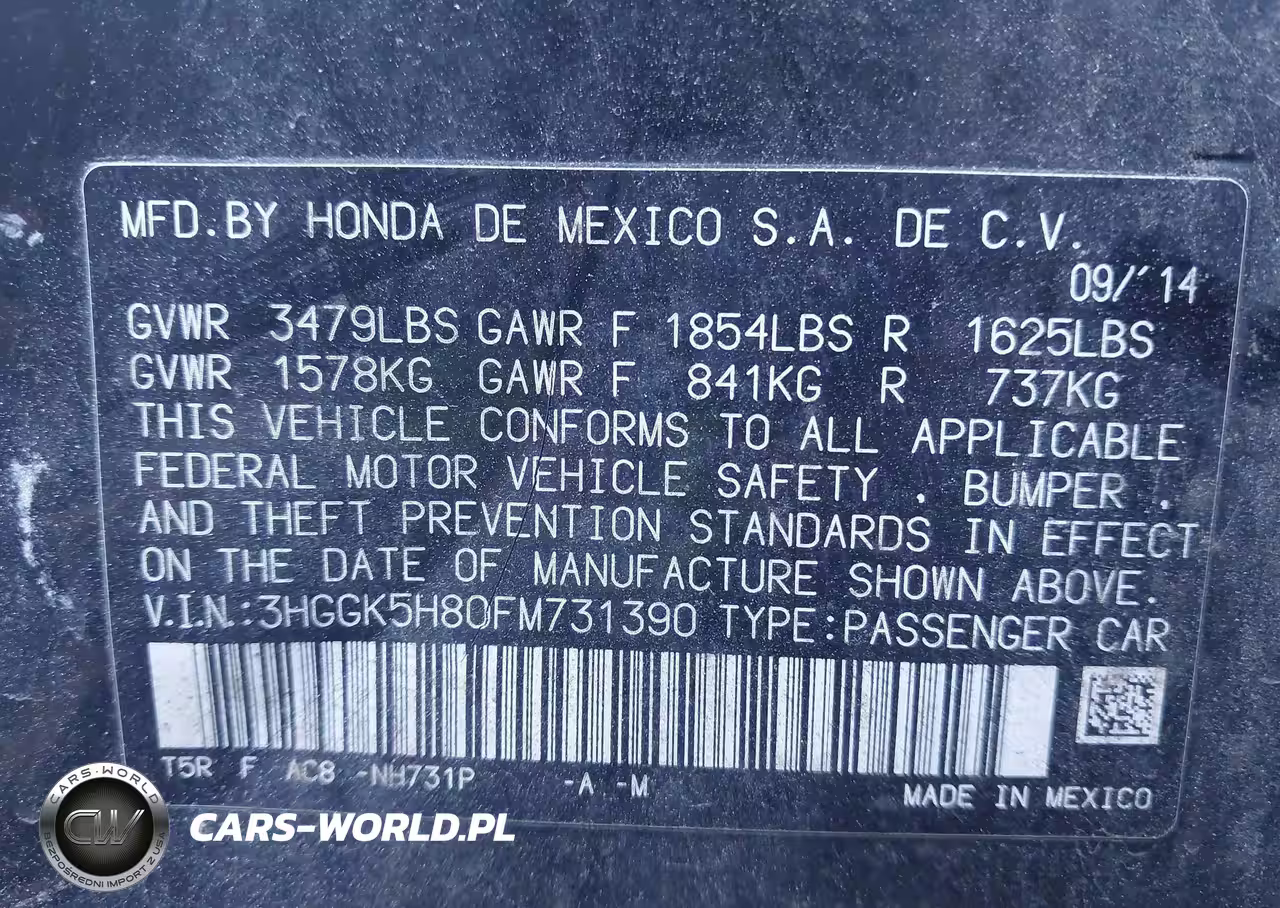 MFD.BY HONDA DE MEXICO S.A. DE C.V.
09/'14
GVWR 3479LBS GAWR F 1854LBS R 1625LBS
GVWR 1578KG GAWR F 841KG R 737KG
THIS VEHICLE CONFORMS TO ALL APPLICABLE
FEDERAL MOTOR VEHICLE SAFETY , BUMPER ,
AND THEFT PREVENTION STANDARDS IN EFFECT
ON THE DATE OF MANUFACTURE SHOWN ABOVE.
V.I.N.:3HGGK5H80FM731390 TYPE:PASSENGER CAR
T5R F AC8 -NH731P -A -M
MADE IN MEXICO
CARS-WORLD
CW
BEZPOŚREDNI IMPORT Z USA
CARS-WORLD.PL